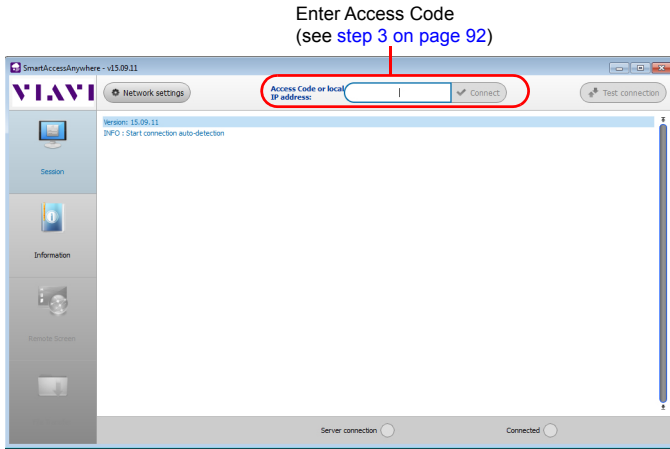 Enter Access Code
(see step 3 on page 92)
SmartAccessAnywhere - v15.09.11
VIAVI
Network settings
Access Code or local
IP address:
Connect
Test connection
Version: 15.09.11
INFO : Start connection auto-detection
Session
Information
Remote Screen
Server connection
Connected